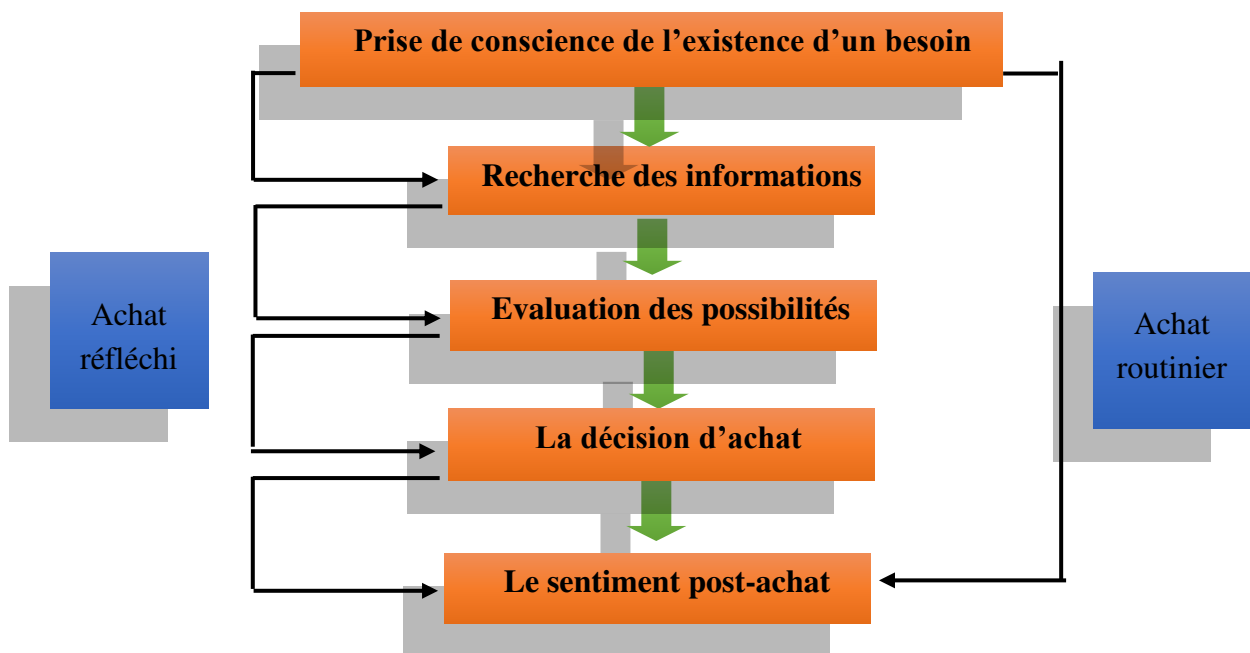 Prise de conscience de l’existence d’un besoin
Recherche des informations
Evaluation des possibilités
Achat
réfléchi
Achat
routinier
La décision d’achat
Le sentiment post-achat